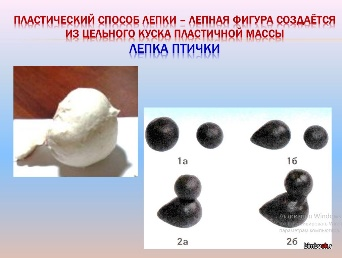 ПЛАСТИЧЕСКИЙ СПОСОБ ЛЕПКИ – ЛЕПНАЯ ФИГУРА СОЗДАЁТСЯ
ИЗ ЦЕЛЬНОГО КУСКА ПЛАСТИЧНОЙ МАССЫ
ЛЕПКА ПТИЧКИ
1а
1б
2а
2б